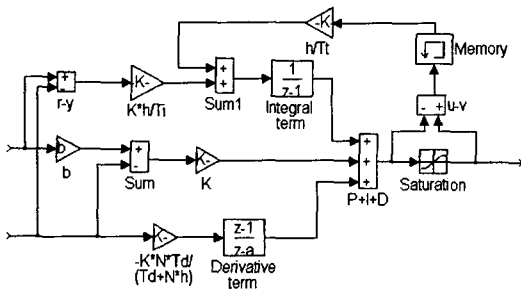 -K
h/Tt
Memory
+
-
r-y
K-
K*h/Ti
+
+
Sum1
1
z-1
Integral
term
- +
u-v
b
b
+
-
Sum
K-
K
+
+
+
P+I+D
Saturation
K-
-K*N*Td/
(Td+N*h)
z-1
z-a
Derivative
term